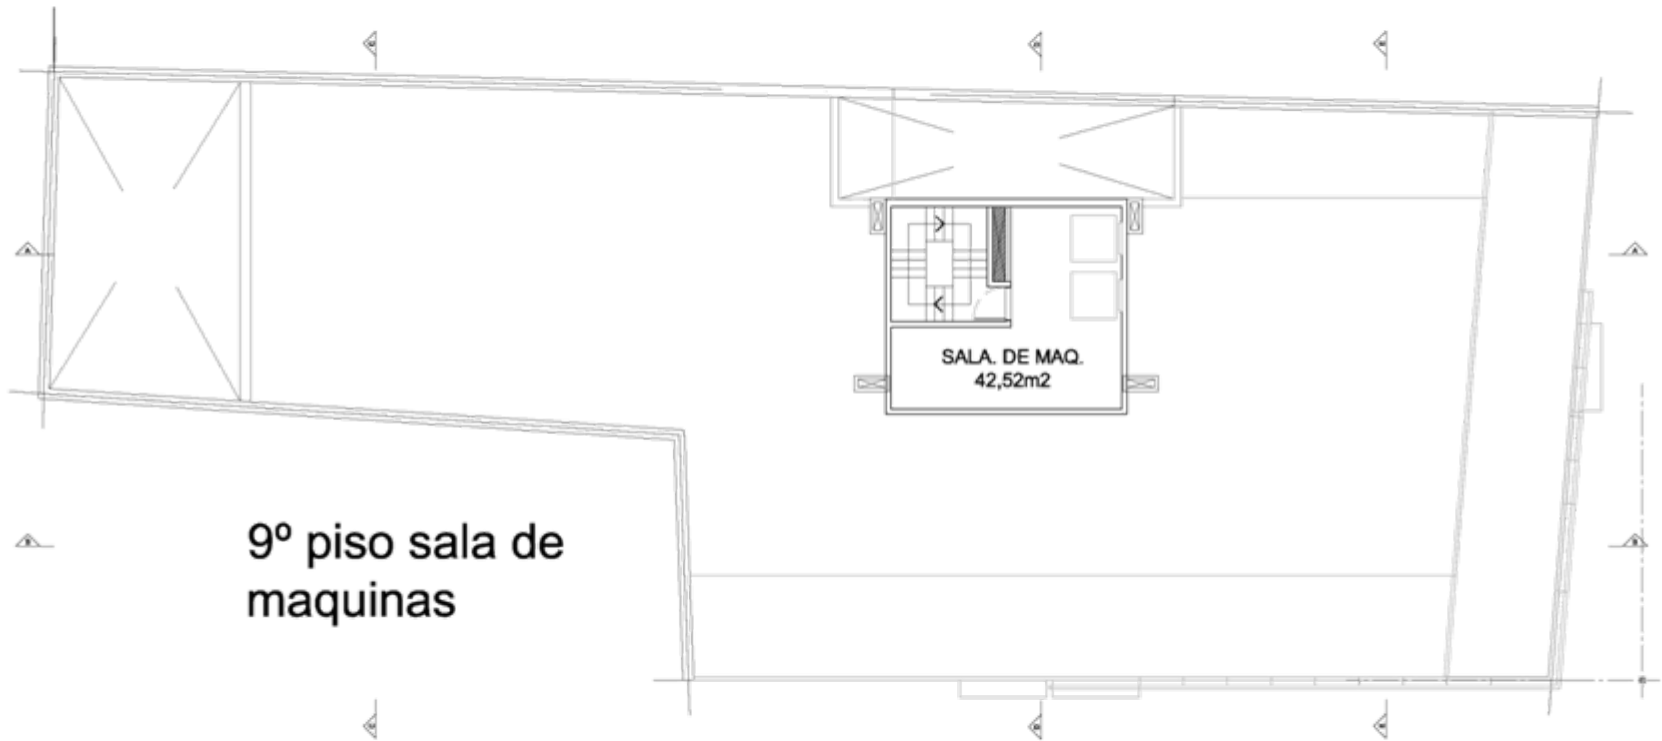 A
A
SALA. DE MAQ.
42,52m2
9º piso sala de
maquinas